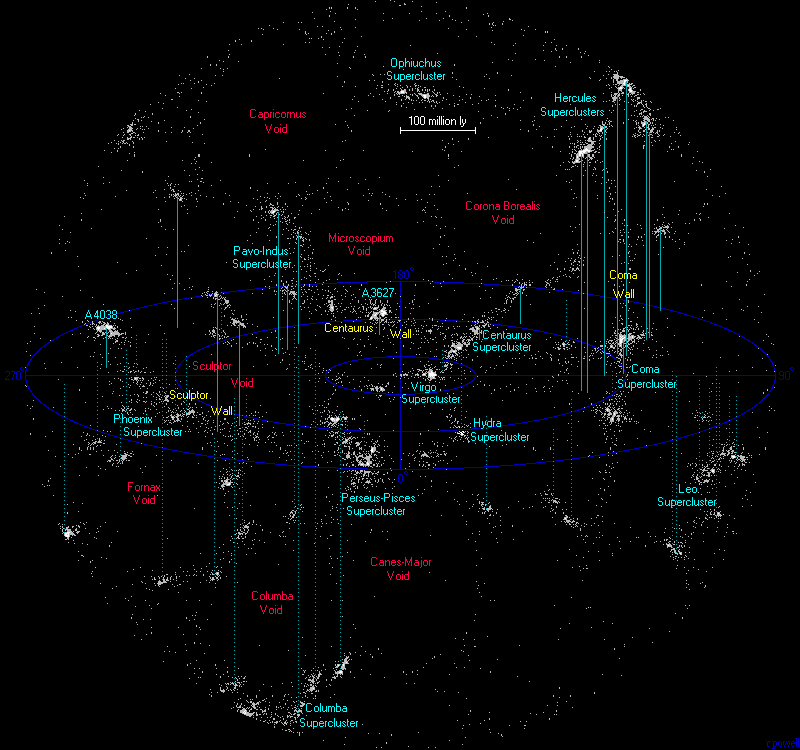 Ophiuchus
Supercluster
Hercules
Superclusters
Capricornus
Void
100 million ly
Corona Borealis
Void
Microscopium
Void
Pavo-Indus
Supercluster
180°
Coma
Wall
A3627
A4038
Centaurus
Wall
Centaurus
Supercluster
Sculptor
Void
270°
90°
Virgo
Supercluster
Coma
Supercluster
Sculptor
Wall
Phoenix
Supercluster
Hydra
Supercluster
0°
Fornax
Void
Perseus-Pisces
Supercluster
Leo
Supercluster
Canes-Major
Void
Columba
Void
Columba
Supercluster